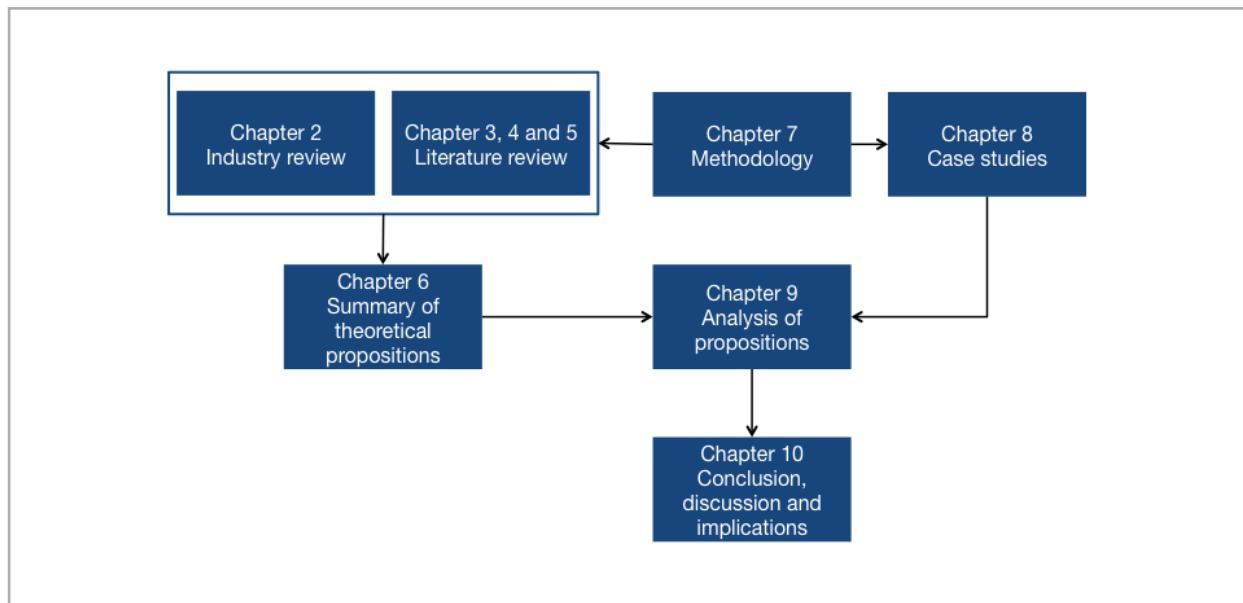 Chapter 2
Industry review
Chapter 3, 4 and 5
Literature review
Chapter 7
Methodology
Chapter 8
Case studies
Chapter 6
Summary of
theoretical
propositions
Chapter 9
Analysis of
propositions
Chapter 10
Conclusion,
discussion and
implications